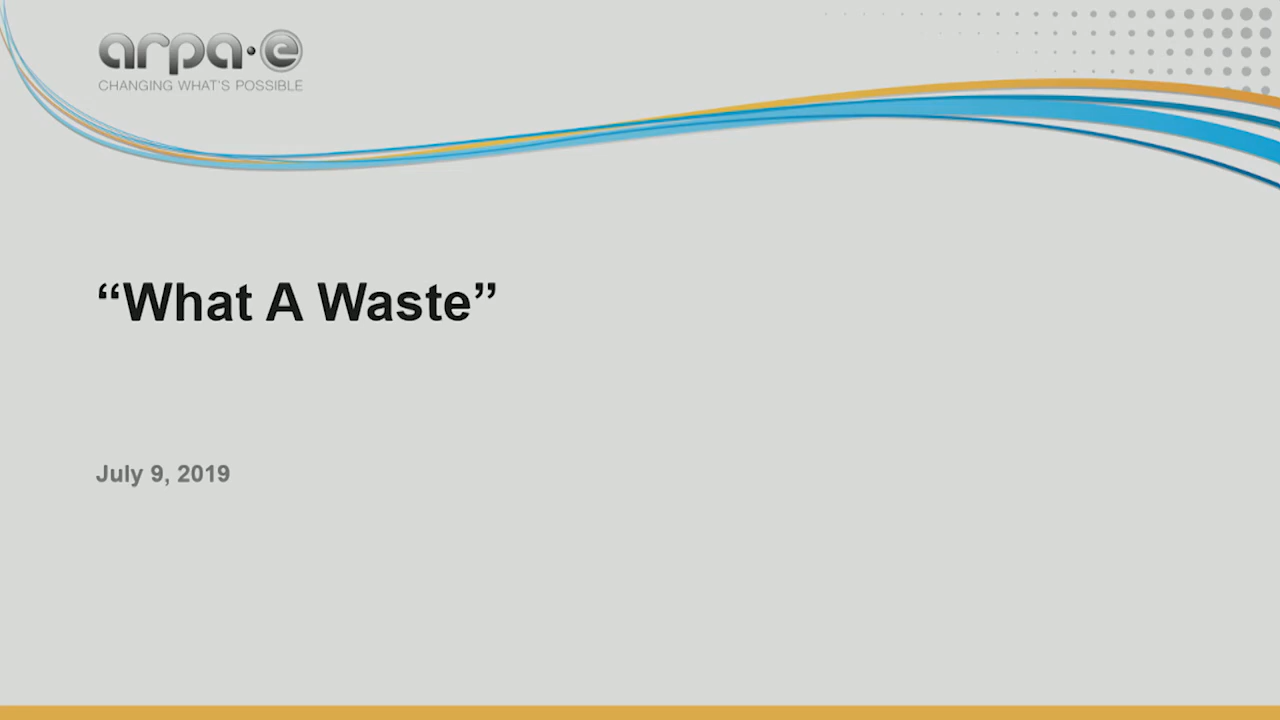 arpa·e
CHANGING WHAT'S POSSIBLE
“What A Waste”
July 9, 2019